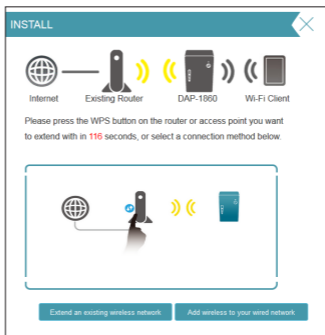 INSTALL
Internet Existing Router DAP-1860 Wi-Fi Client
Please press the WPS button on the router or access point you want
to extend with in 116 seconds, or select a connection method below.
Extend an existing wireless network Add wireless to your wired network